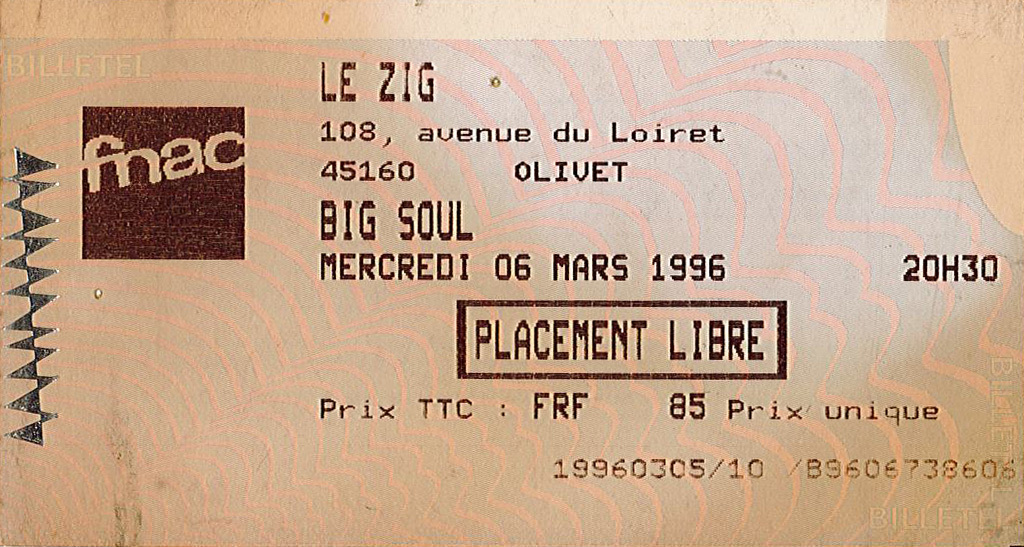 BILLETEL
fnac
LE ZIG
108, avenue du Loiret
45160 OLIVET
BIG SOUL
MERCREDI 06 MARS 1996 20H30
PLACEMENT LIBRE
Prix TTC : FRF 85 Prix unique
19960305/10 /B9606738606
BILLETEL
BILLETEL